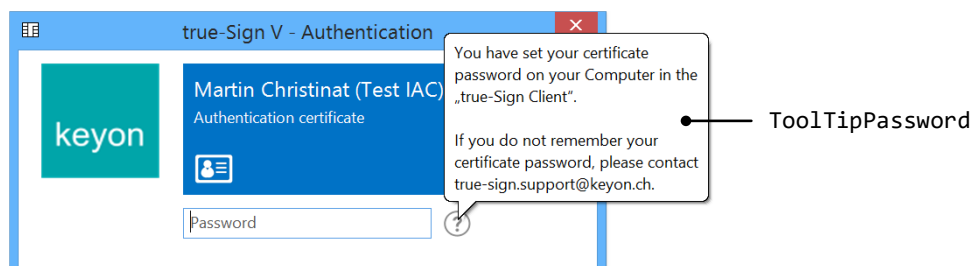 true-Sign V - Authentication
keyon
Martin Christinat (Test IAC)
Authentication certificate
You have set your certificate
password on your Computer in the
„true-Sign Client”.
If you do not remember your
certificate password, please contact
true-sign.support@keyon.ch.
ToolTipPassword
Password
?